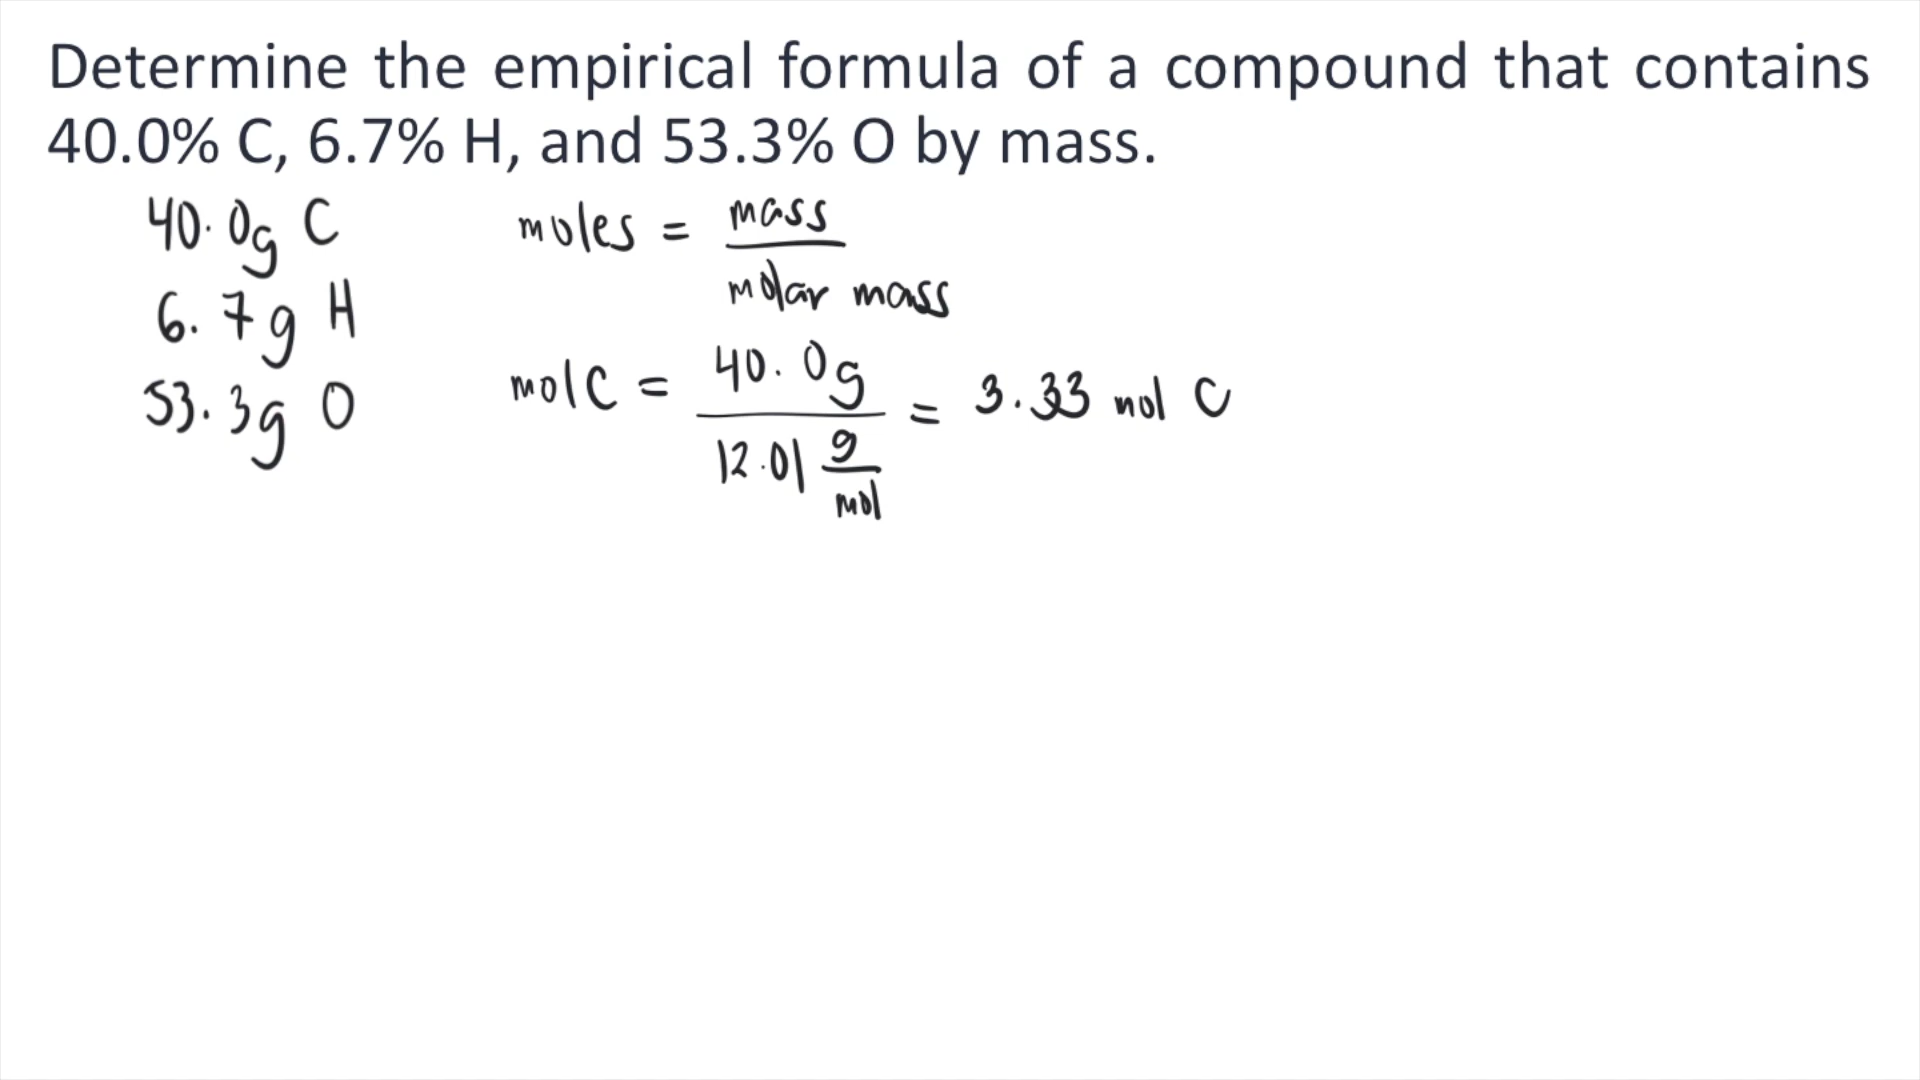 Determine the empirical formula of a compound that contains
40.0% C, 6.7% H, and 53.3% O by mass.
40.0g C
6.7g H
53.3g O
moles = mass
molar mass
mol C = 40.0g
12.01 g
mol
= 3.33 mol C